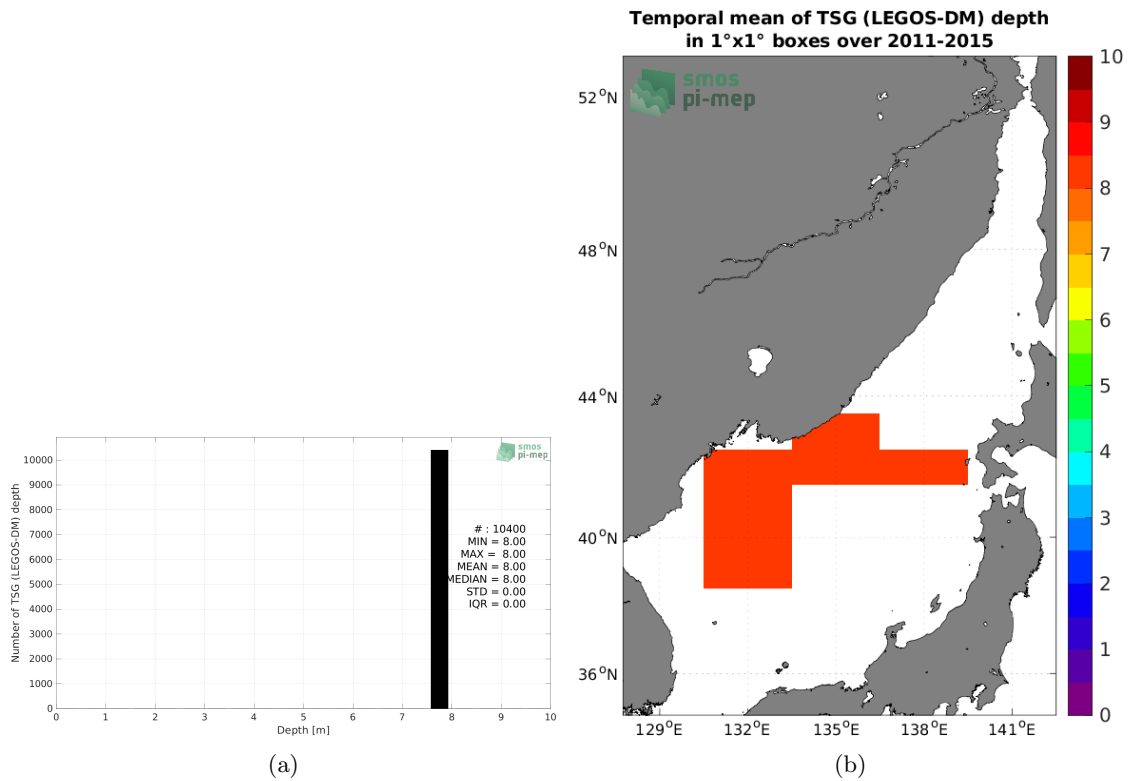 smos
pi-mep
10000
9000
8000
7000
6000
5000
4000
3000
2000
1000
0
Number of TSG (LEGOS-DM) depth
# : 10400
MIN = 8.00
MAX = 8.00
MEAN = 8.00
MEDIAN = 8.00
STD = 0.00
IQR = 0.00
0 1 2 3 4 5 6 7 8 9 10
Depth [m]
(a)
Temporal mean of TSG (LEGOS-DM) depth
in 1°x1° boxes over 2011-2015
smos
pi-mep
52°N
48°N
44°N
40°N
36°N
129°E 132°E 135°E 138°E 141°E
10
9
8
7
6
5
4
3
2
1
0
(b)